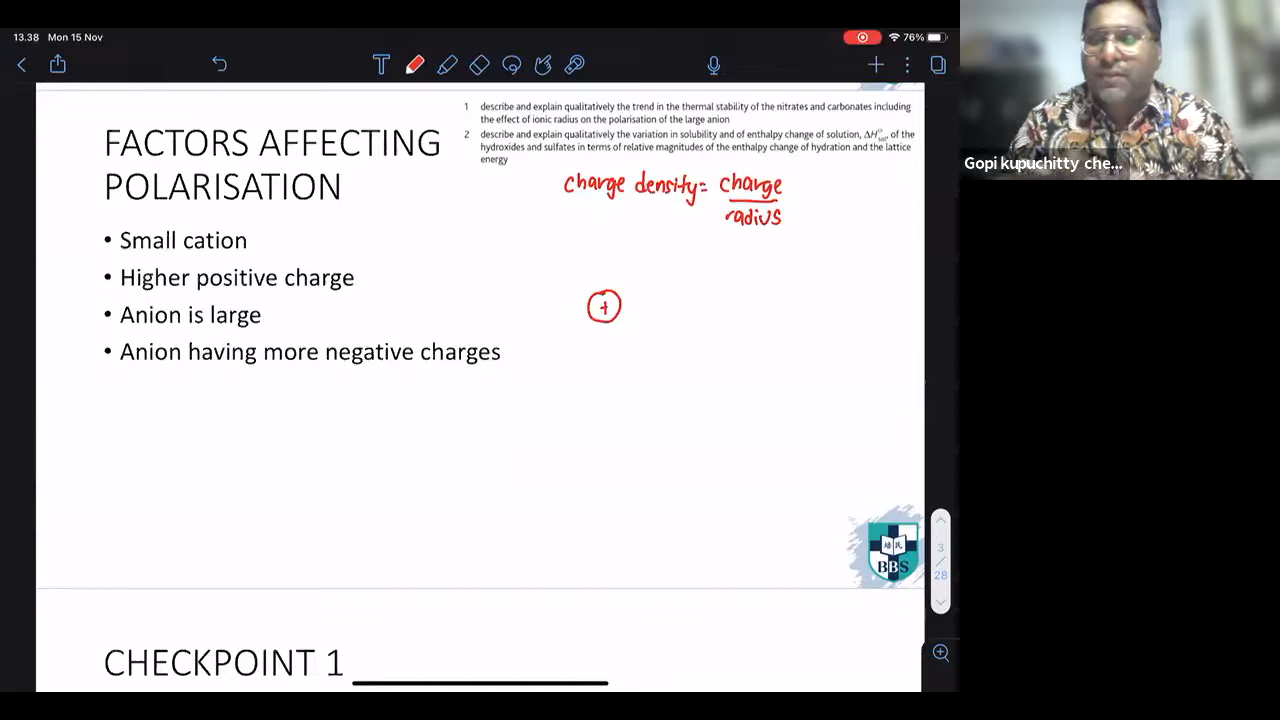 13.38 Mon 15 Nov
76%
1 describe and explain qualitatively the trend in the thermal stability of the nitrates and carbonates including
the effect of ionic radius on the polarisation of the large anion
2 describe and explain qualitatively the variation in solubility and of enthalpy change of solution, ΔH⦵sol, of the
hydroxides and sulfates in terms of relative magnitudes of the enthalpy change of hydration and the lattice
energy
FACTORS AFFECTING
POLARISATION
charge density = charge
radius
• Small cation
• Higher positive charge
• Anion is large
• Anion having more negative charges
+
培民
BBS
3
/
28
CHECKPOINT 1
Gopi kupuchitty che...